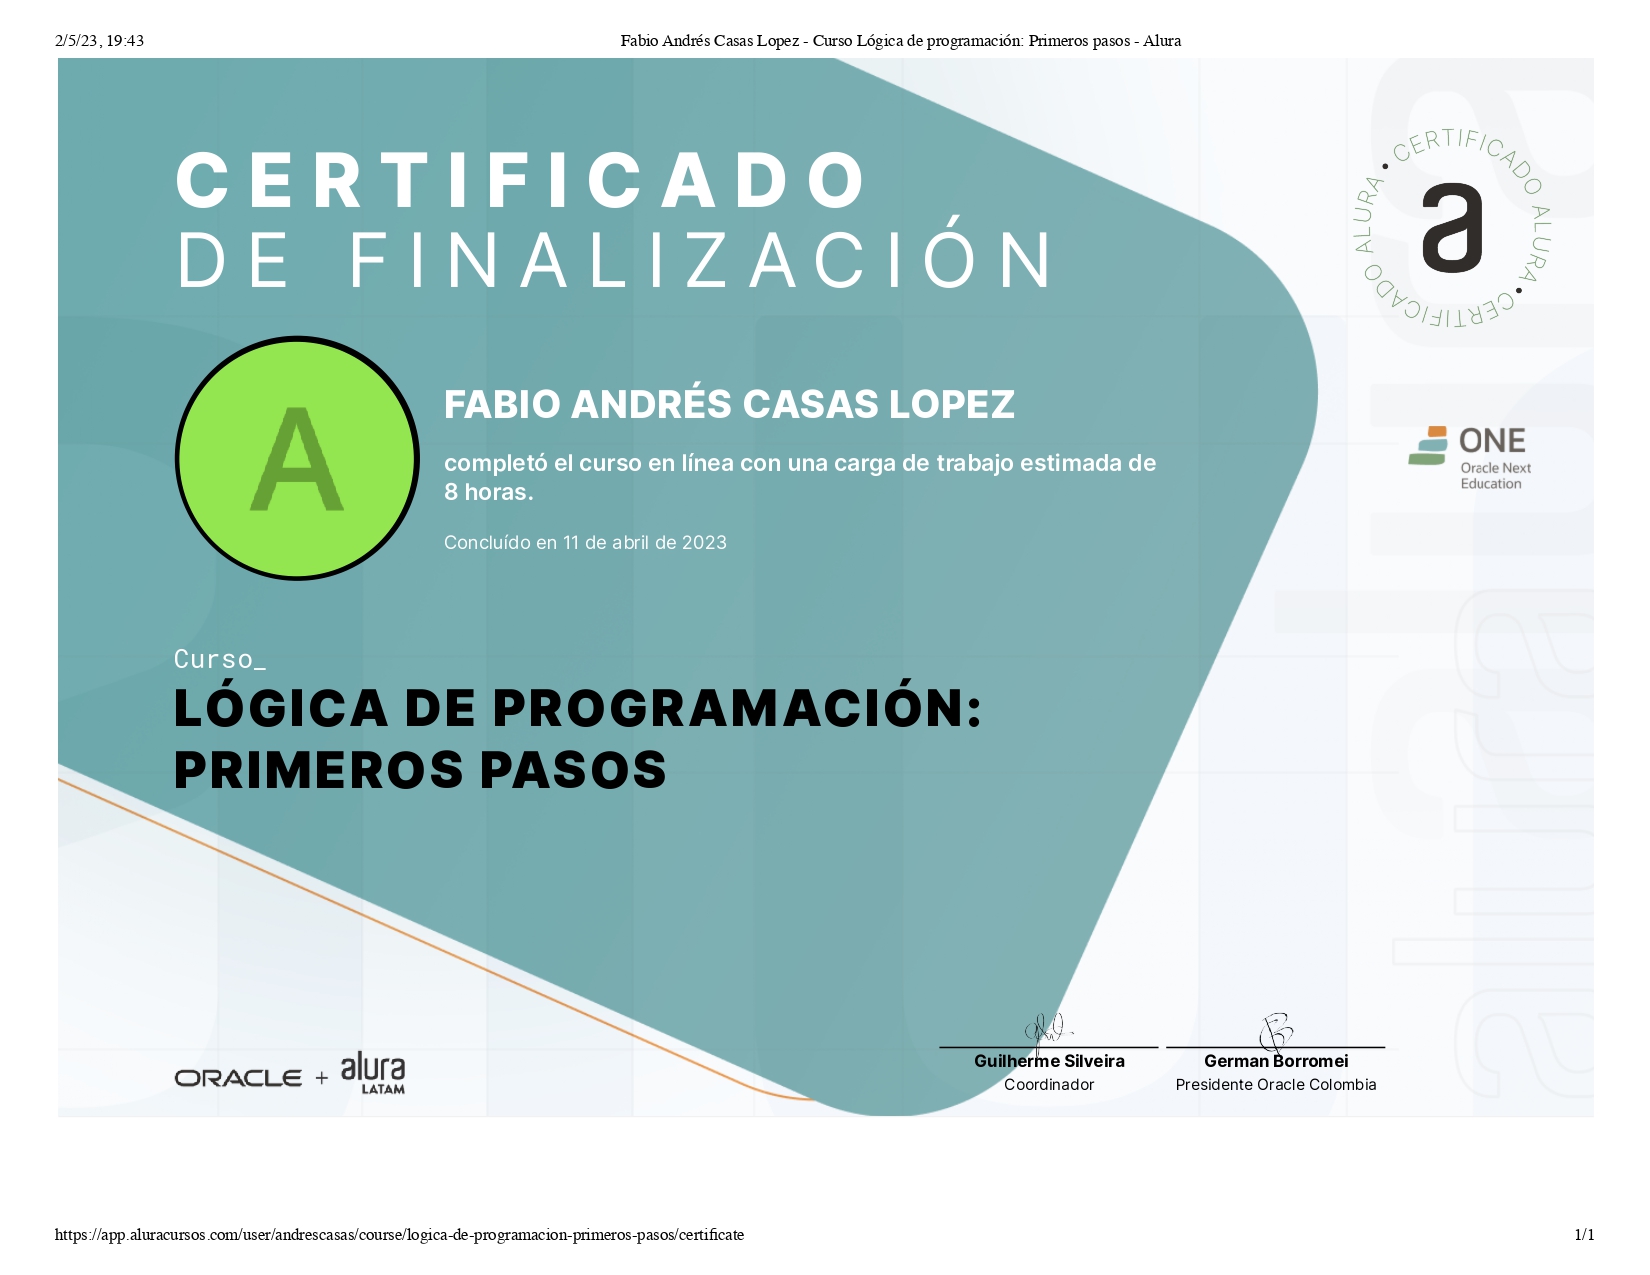 2/5/23, 19:43
Fabio Andrés Casas Lopez - Curso Lógica de programación: Primeros pasos - Alura
CERTIFICADO
DE FINALIZACIÓN
CERTIFICADO ALURA • CERTIFICADO ALURA •
a
A
FABIO ANDRÉS CASAS LOPEZ
completó el curso en línea con una carga de trabajo estimada de
8 horas.
Concluído en 11 de abril de 2023
ONE
Oracle Next
Education
Curso_
LÓGICA DE PROGRAMACIÓN:
PRIMEROS PASOS
alura
alura
ORACLE + alura
LATAM
Guilherme Silveira
Coordinador
German Borromei
Presidente Oracle Colombia
https://app.aluracursos.com/user/andrescasas/course/logica-de-programacion-primeros-pasos/certificate
1/1